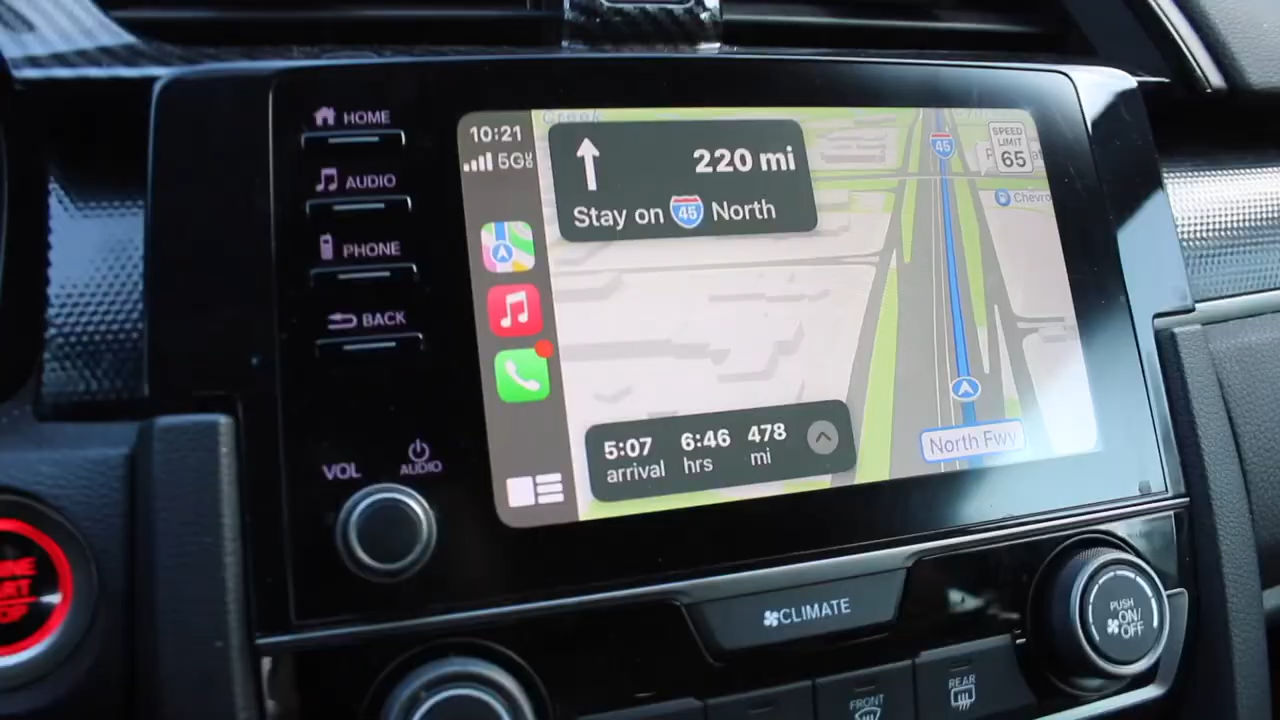 HOME
AUDIO
PHONE
BACK
VOL
AUDIO
10:21
5G
Creek
220 mi
Stay on 45 North
45
SPEED
LIMIT
65
Chevro
5:07
arrival
6:46
hrs
478
mi
North Fwy
CLIMATE
PUSH
ON/
OFF
FRONT
REAR